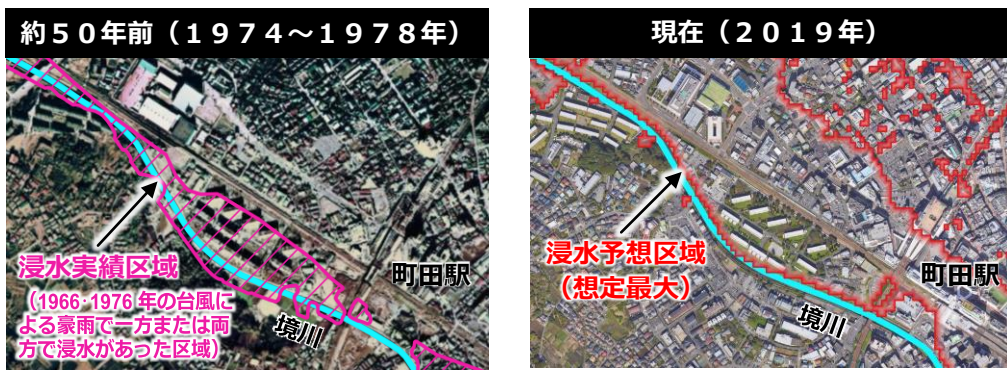 約５０年前（１９７４～１９７８年）
浸水実績区域
（1966･1976 年の台風に
よる豪雨で一方または両
方で浸水があった区域）
境川
町田駅
現在（２０１９年）
浸水予想区域
（想定最大）
境川
町田駅